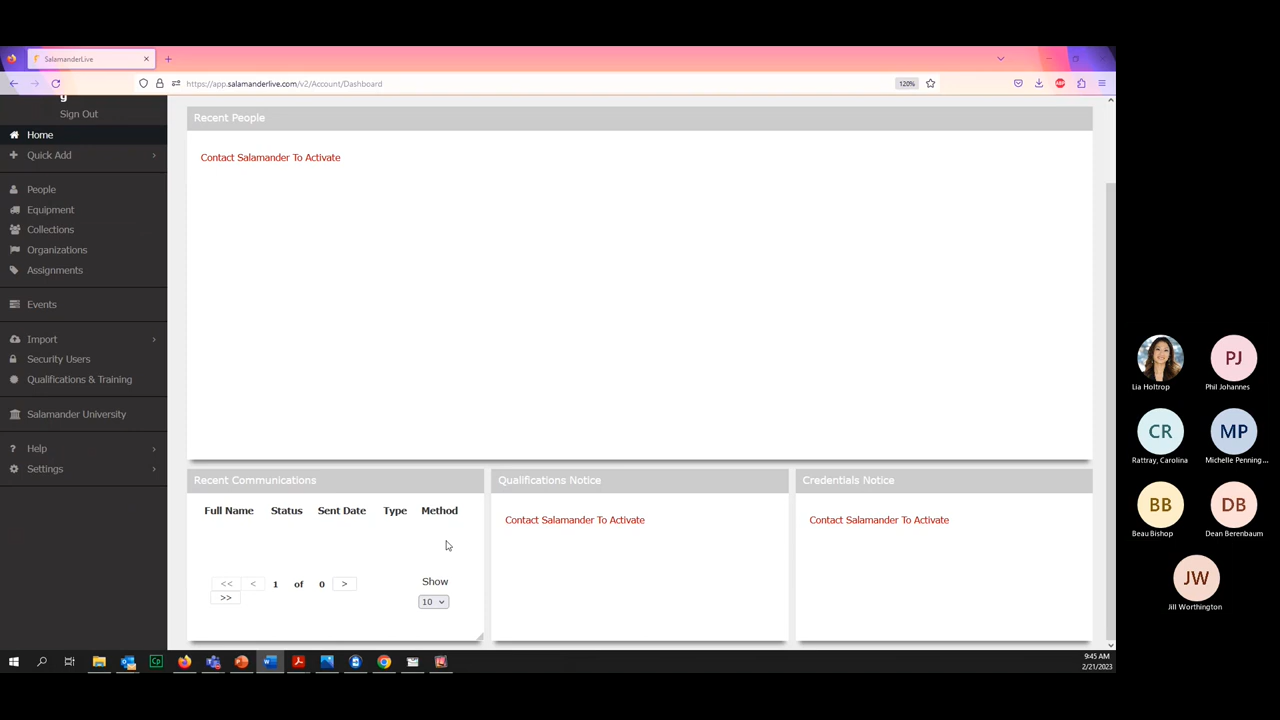 SalamanderLive
https://app.salamanderlive.com/v2/Account/Dashboard
120%
Sign Out
Home
Quick Add
People
Equipment
Collections
Organizations
Assignments
Events
Import
Security Users
Qualifications & Training
Salamander University
Help
Settings
Recent People
Contact Salamander To Activate
Recent Communications
Full Name Status Sent Date Type Method
<< < 1 of 0 >
>>
Show
10
Qualifications Notice
Contact Salamander To Activate
Credentials Notice
Contact Salamander To Activate
9:45 AM
2/21/2023
Lia Holtrop
PJ
Phil Johannes
CR
Rattray, Carolina
MP
Michelle Penning...
BB
Beau Bishop
DB
Dean Berenbaum
JW
Jill Worthington